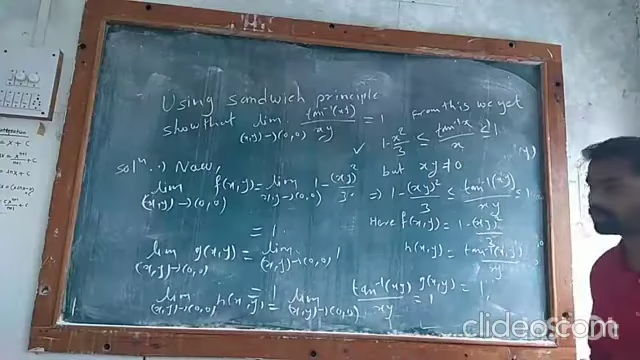 Using sandwich principle
show that lim (x,y)→(0,0) tan⁻¹(xy)/xy = 1
Solⁿ :) Now,
lim (x,y)→(0,0) f(x,y) = lim (x,y)→(0,0) 1 - (xy)²/3
= 1.
lim (x,y)→(0,0) g(x,y) = lim (x,y)→(0,0) 1
= 1
lim (x,y)→(0,0) h(x,y) = lim (x,y)→(0,0) tan⁻¹(xy)/xy = 1
From this we get
✓ 1 - x²/3 ≤ tan⁻¹x/x ≤ 1
but xy ≠ 0
⇒ 1 - (xy)²/3 ≤ tan⁻¹(xy)/xy = 1
Here f(x,y) = 1 - (xy)²/3
h(x,y) = tan⁻¹(x,y)/xy
g(x,y) = 1,
clideo.com